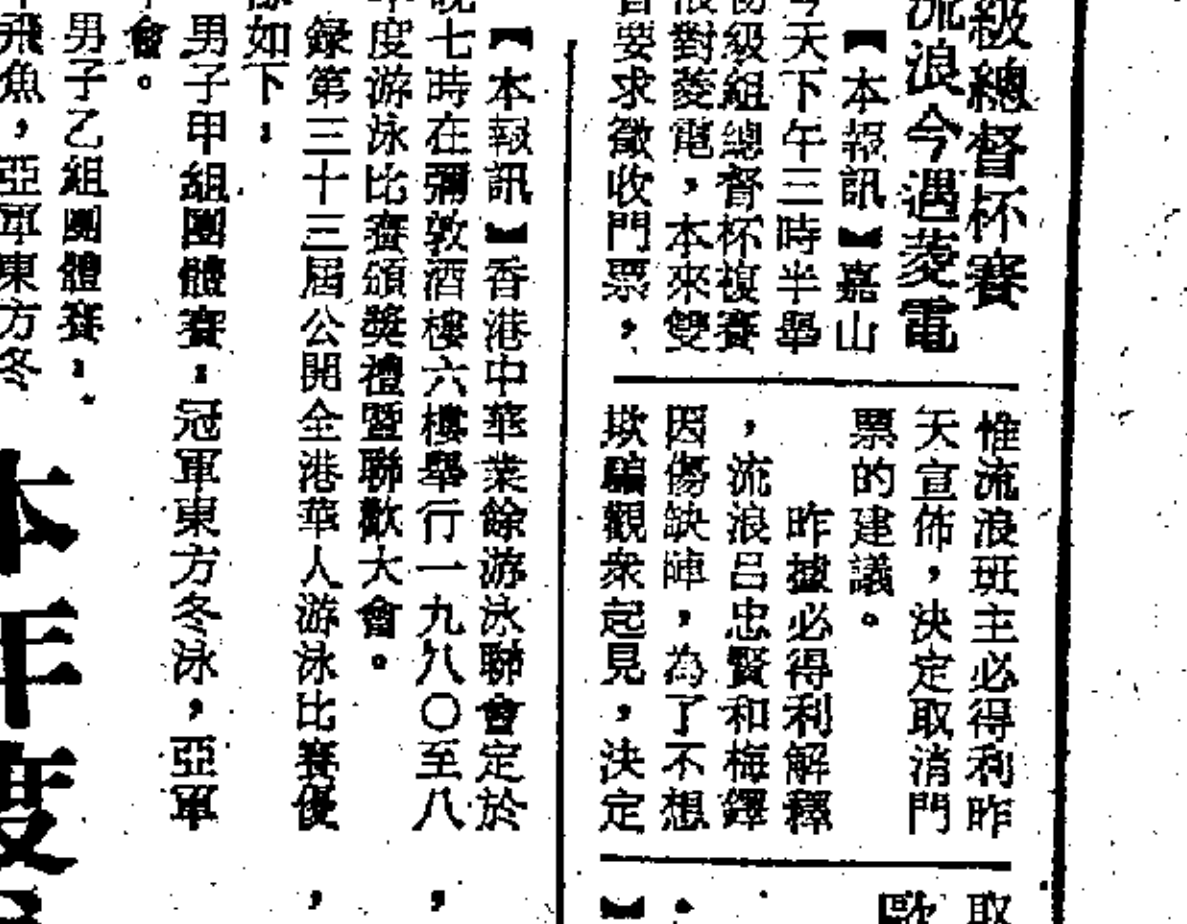 級總督杯賽
流浪今遇菱電
【本報訊】嘉山
今天下午三時半舉
級組總督杯複賽
對菱電,本來雙
要求徵收門票,
惟流浪班主必得利昨
天宣佈,決定取消門
票的建議。
昨據必得利解釋
,流浪呂忠賢和梅鐸
因傷缺陣,為了不想
欺騙觀衆起見,決定
取
歐
】
【本報訊】香港中華業餘游泳聯會定於
晚七時在彌敦酒樓六樓舉行一九八〇至八
度游泳比賽頒獎禮暨聯歡大會。
錄第三十三屆公開全港華人游泳比賽優
如下:
男子甲組團體賽:冠軍東方冬泳,亞軍
會。
男子乙組團體賽:
飛魚,亞軍東方冬
本年度